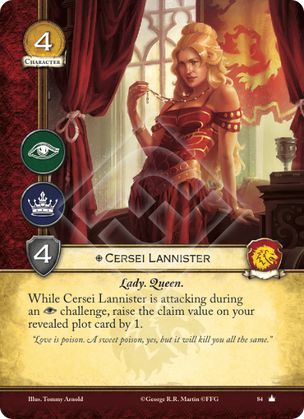 4
CHARACTER
4
CERSEI LANNISTER
Lady. Queen.
While Cersei Lannister is attacking during
an challenge, raise the claim value on your
revealed plot card by 1.
"Love is poison. A sweet poison, yes, but it will kill you all the same."
Illus. Tommy Arnold
©George R.R. Martin ©FFG
84